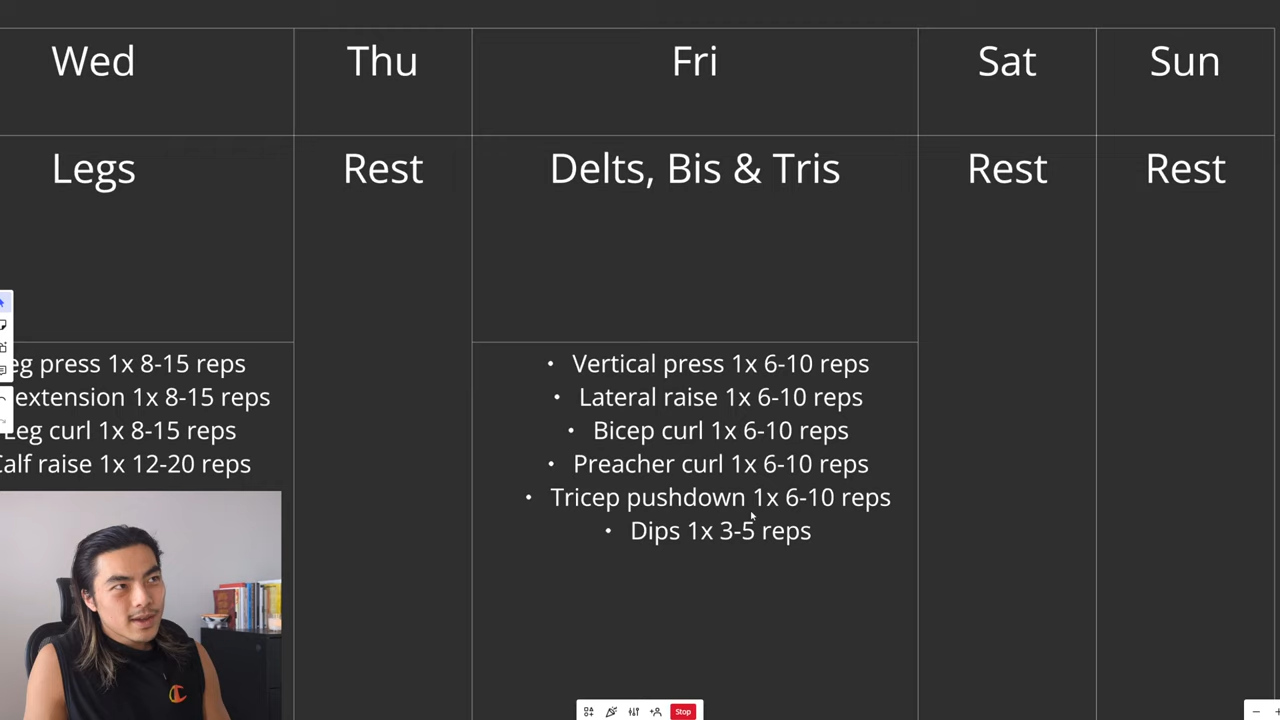 Wed
Thu
Fri
Sat
Sun
Legs
Rest
Delts, Bis & Tris
Rest
Rest
press 1x 8-15 reps
extension 1x 8-15 reps
Leg curl 1x 8-15 reps
raise 1x 12-20 reps
• Vertical press 1x 6-10 reps
• Lateral raise 1x 6-10 reps
• Bicep curl 1x 6-10 reps
• Preacher curl 1x 6-10 reps
• Tricep pushdown 1x 6-10 reps
• Dips 1x 3-5 reps
Stop